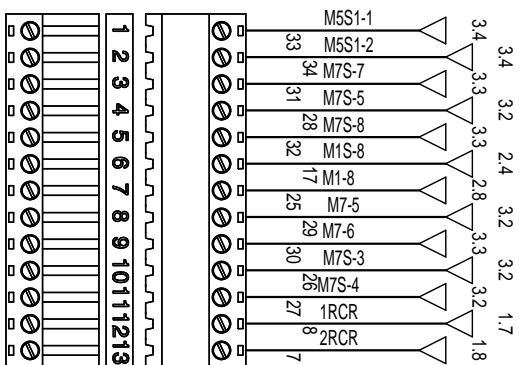 1 M5S1-1 33 3.4
2 M5S1-2 34 3.4
3 M7S-7 31 3.3
4 M7S-5 28 3.2
5 M7S-8 32 3.3
6 M1S-8 17 2.4
7 M1-8 25 2.8
8 M7-5 29 3.2
9 M7-6 30 3.3
10 M7S-3 26 3.2
11 M7S-4 27 3.2
12 1RCR 8 1.7
13 2RCR 7 1.8